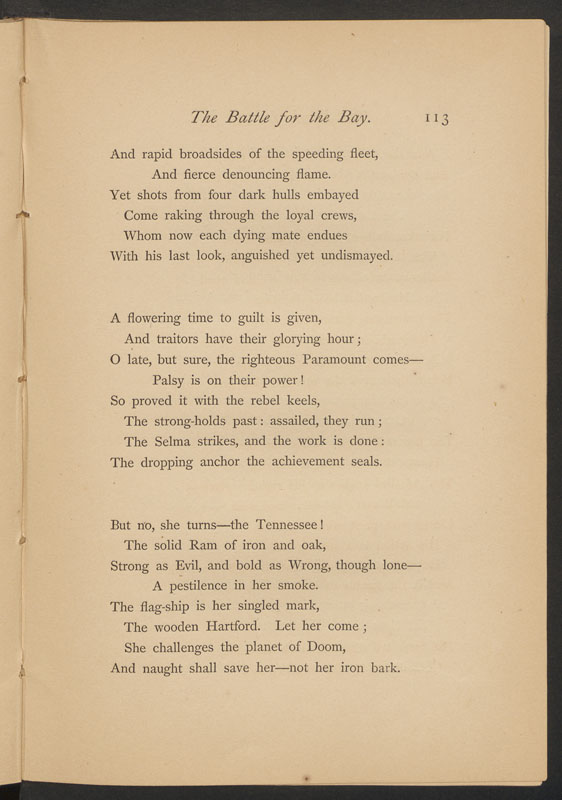 The Battle for the Bay. 113
And rapid broadsides of the speeding fleet,
And fierce denouncing flame.
Yet shots from four dark hulls embayed
Come raking through the loyal crews,
Whom now each dying mate endues
With his last look, anguished yet undismayed.
A flowering time to guilt is given,
And traitors have their glorying hour;
O late, but sure, the righteous Paramount comes—
Palsy is on their power!
So proved it with the rebel keels,
The strong-holds past: assailed, they run;
The Selma strikes, and the work is done:
The dropping anchor the achievement seals.
But no, she turns—the Tennessee!
The solid Ram of iron and oak,
Strong as Evil, and bold as Wrong, though lone—
A pestilence in her smoke.
The flag-ship is her singled mark,
The wooden Hartford. Let her come;
She challenges the planet of Doom,
And naught shall save her—not her iron bark.